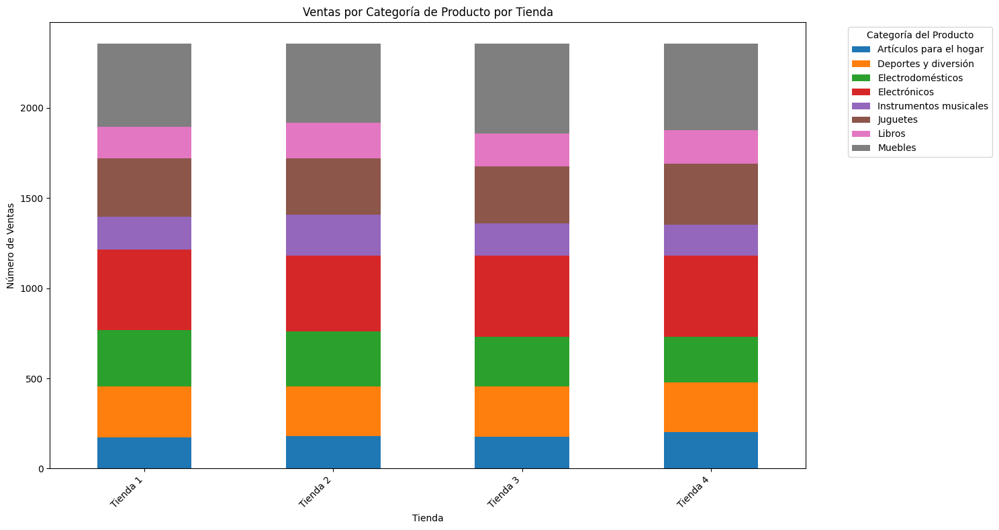 Ventas por Categoría de Producto por Tienda
Número de Ventas
2000
1500
1000
500
0
Tienda 1
Tienda 2
Tienda 3
Tienda 4
Tienda
Categoría del Producto
Artículos para el hogar
Deportes y diversión
Electrodomésticos
Electrónicos
Instrumentos musicales
Juguetes
Libros
Muebles